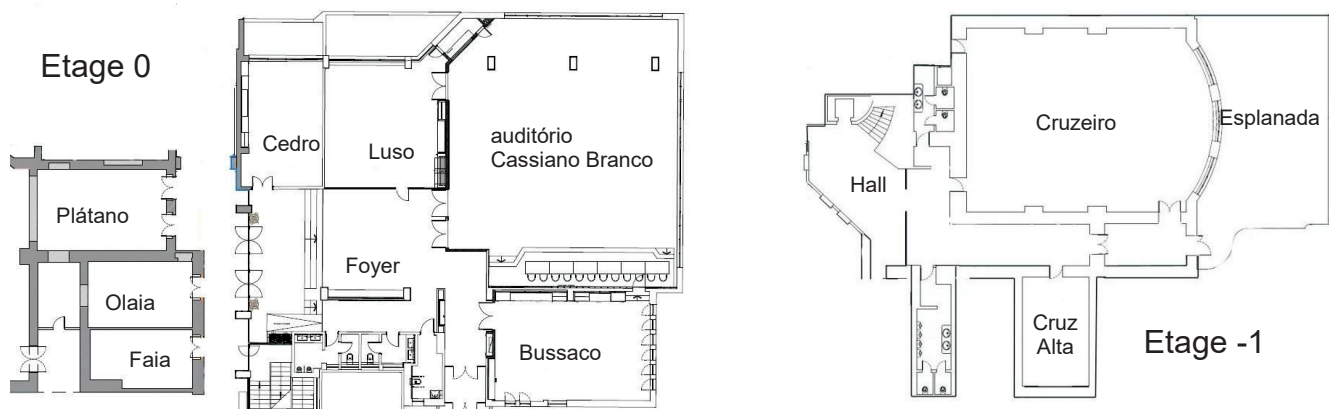 Etage 0
Cedro
Luso
auditório
Cassiano Branco
Plátano
Foyer
Olaia
Faia
Bussaco
Cruzeiro
Esplanada
Hall
Cruz
Alta
Etage -1